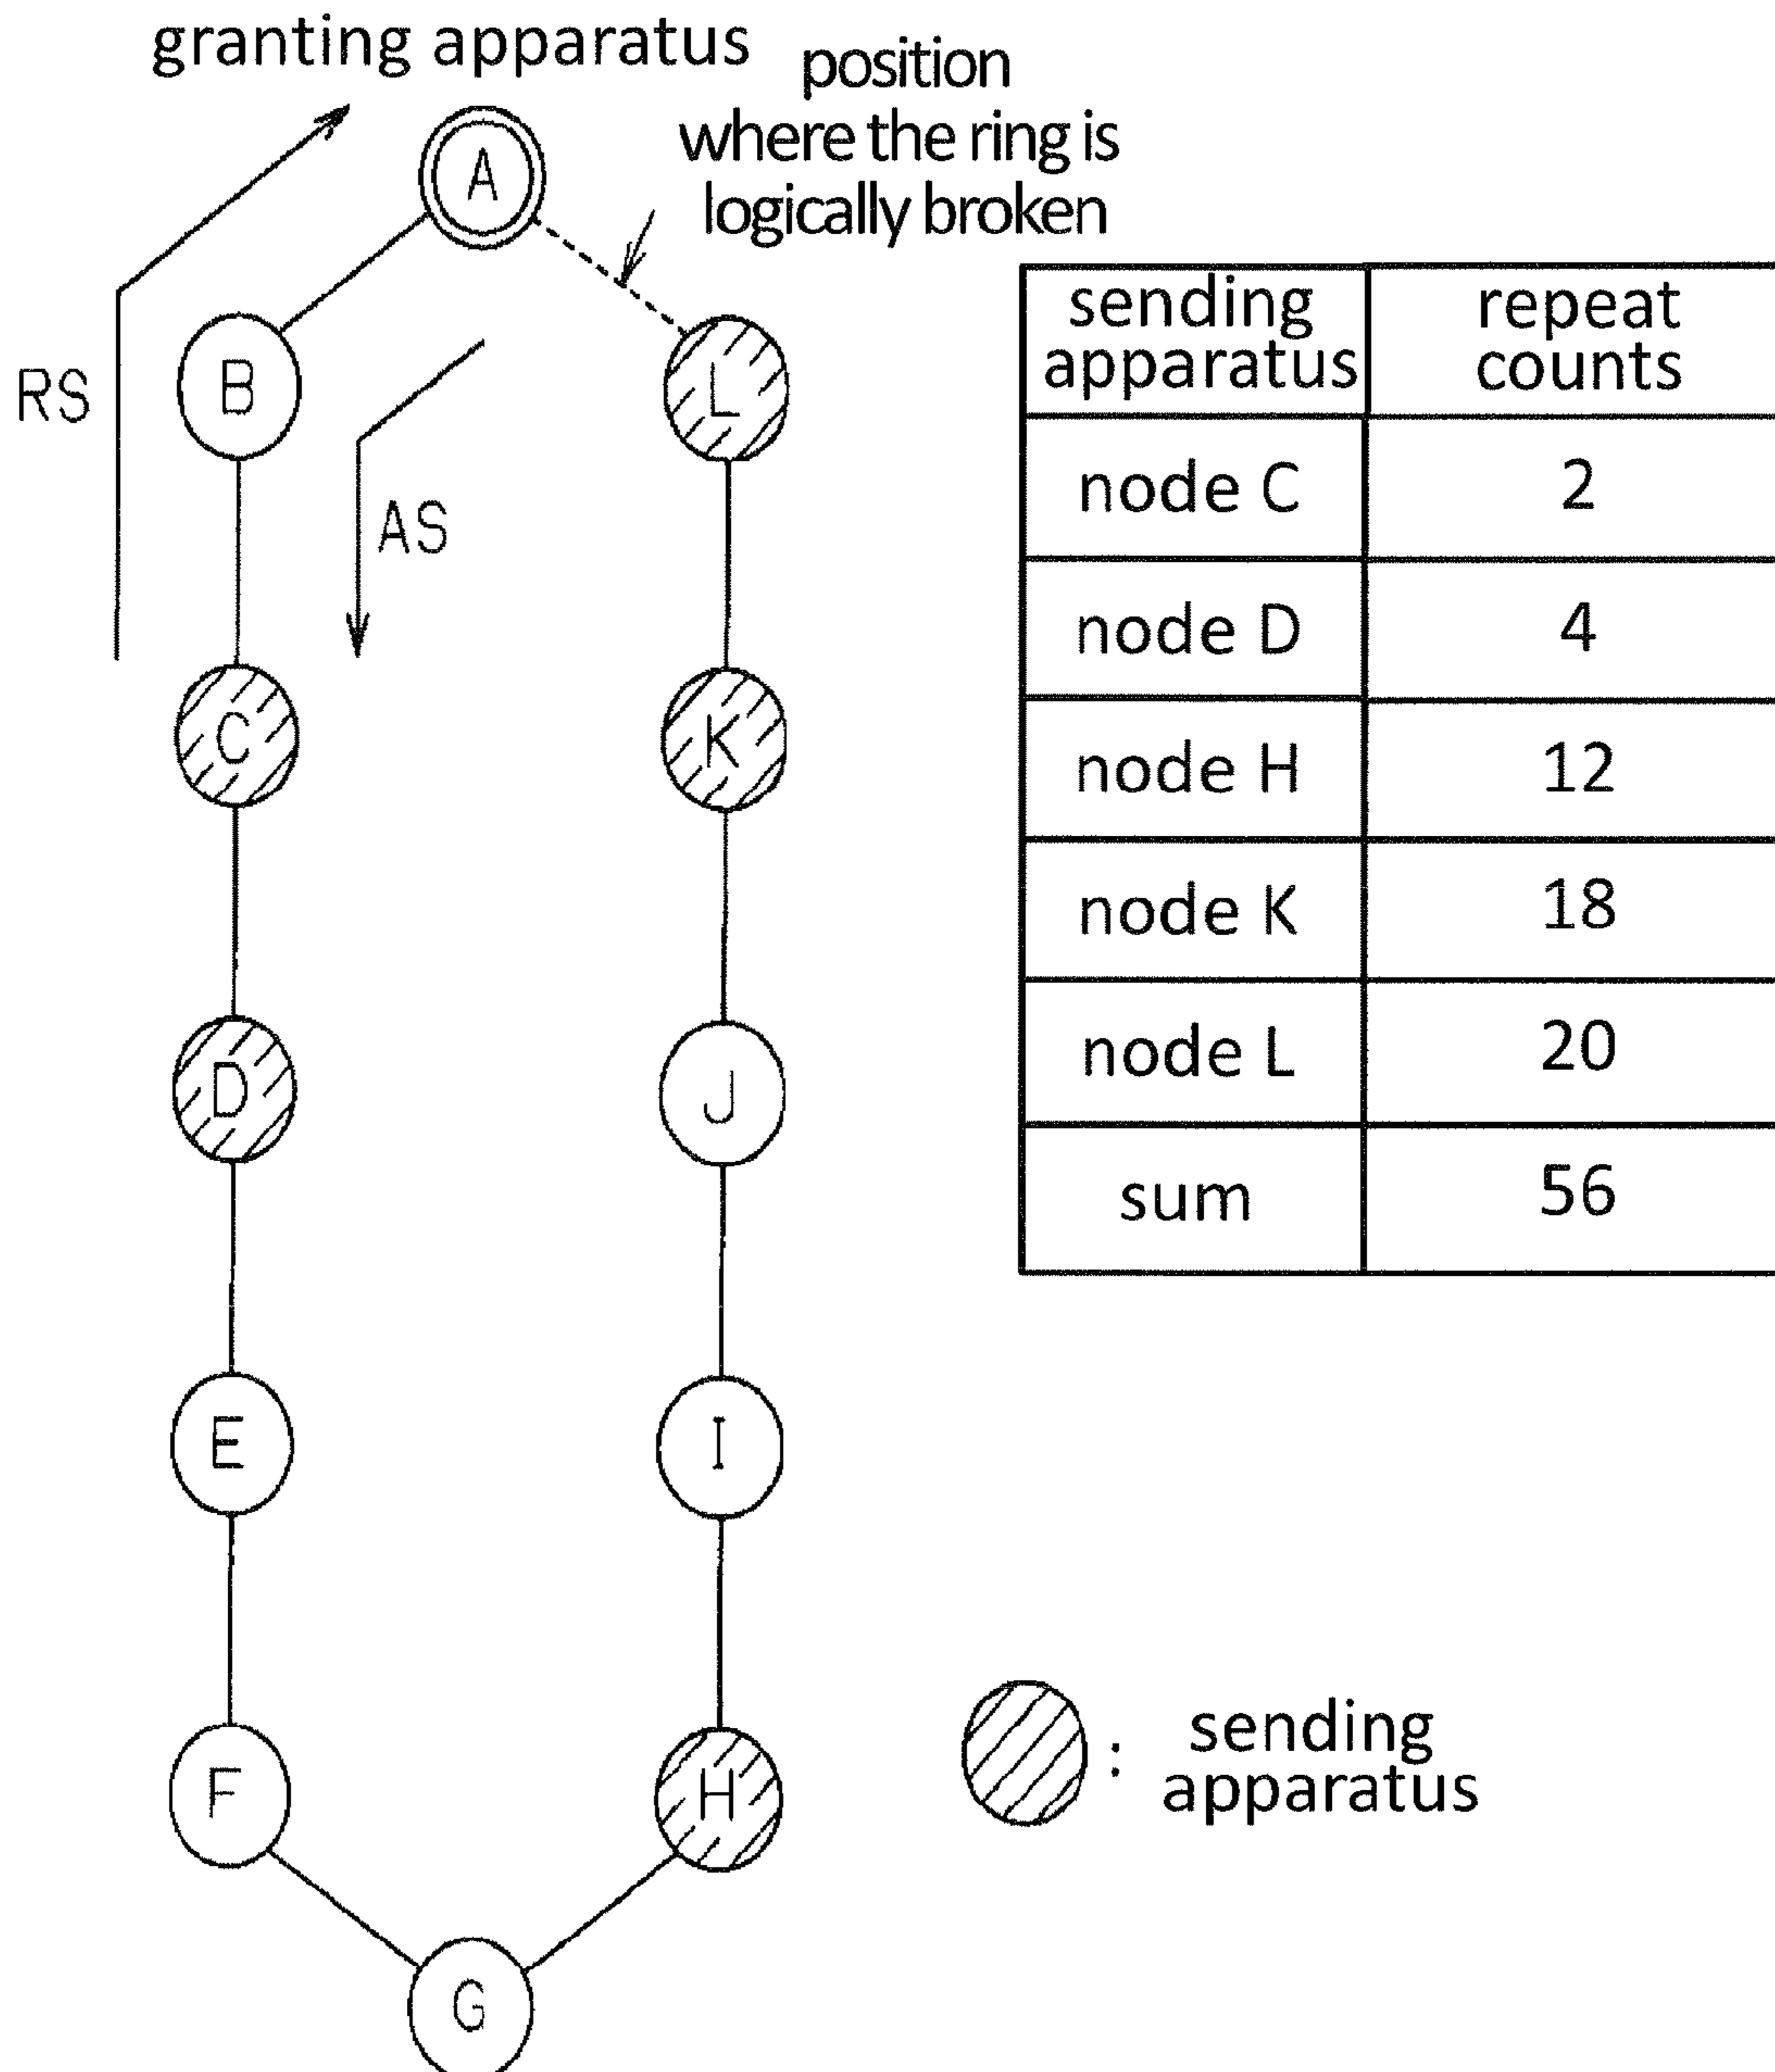 granting apparatus
position
where the ring is
logically broken
A
B
L
RS
AS
C
K
D
J
E
I
F
H
G
sending
apparatus
repeat
counts
node C
2
node D
4
node H
12
node K
18
node L
20
sum
56
: sending
apparatus